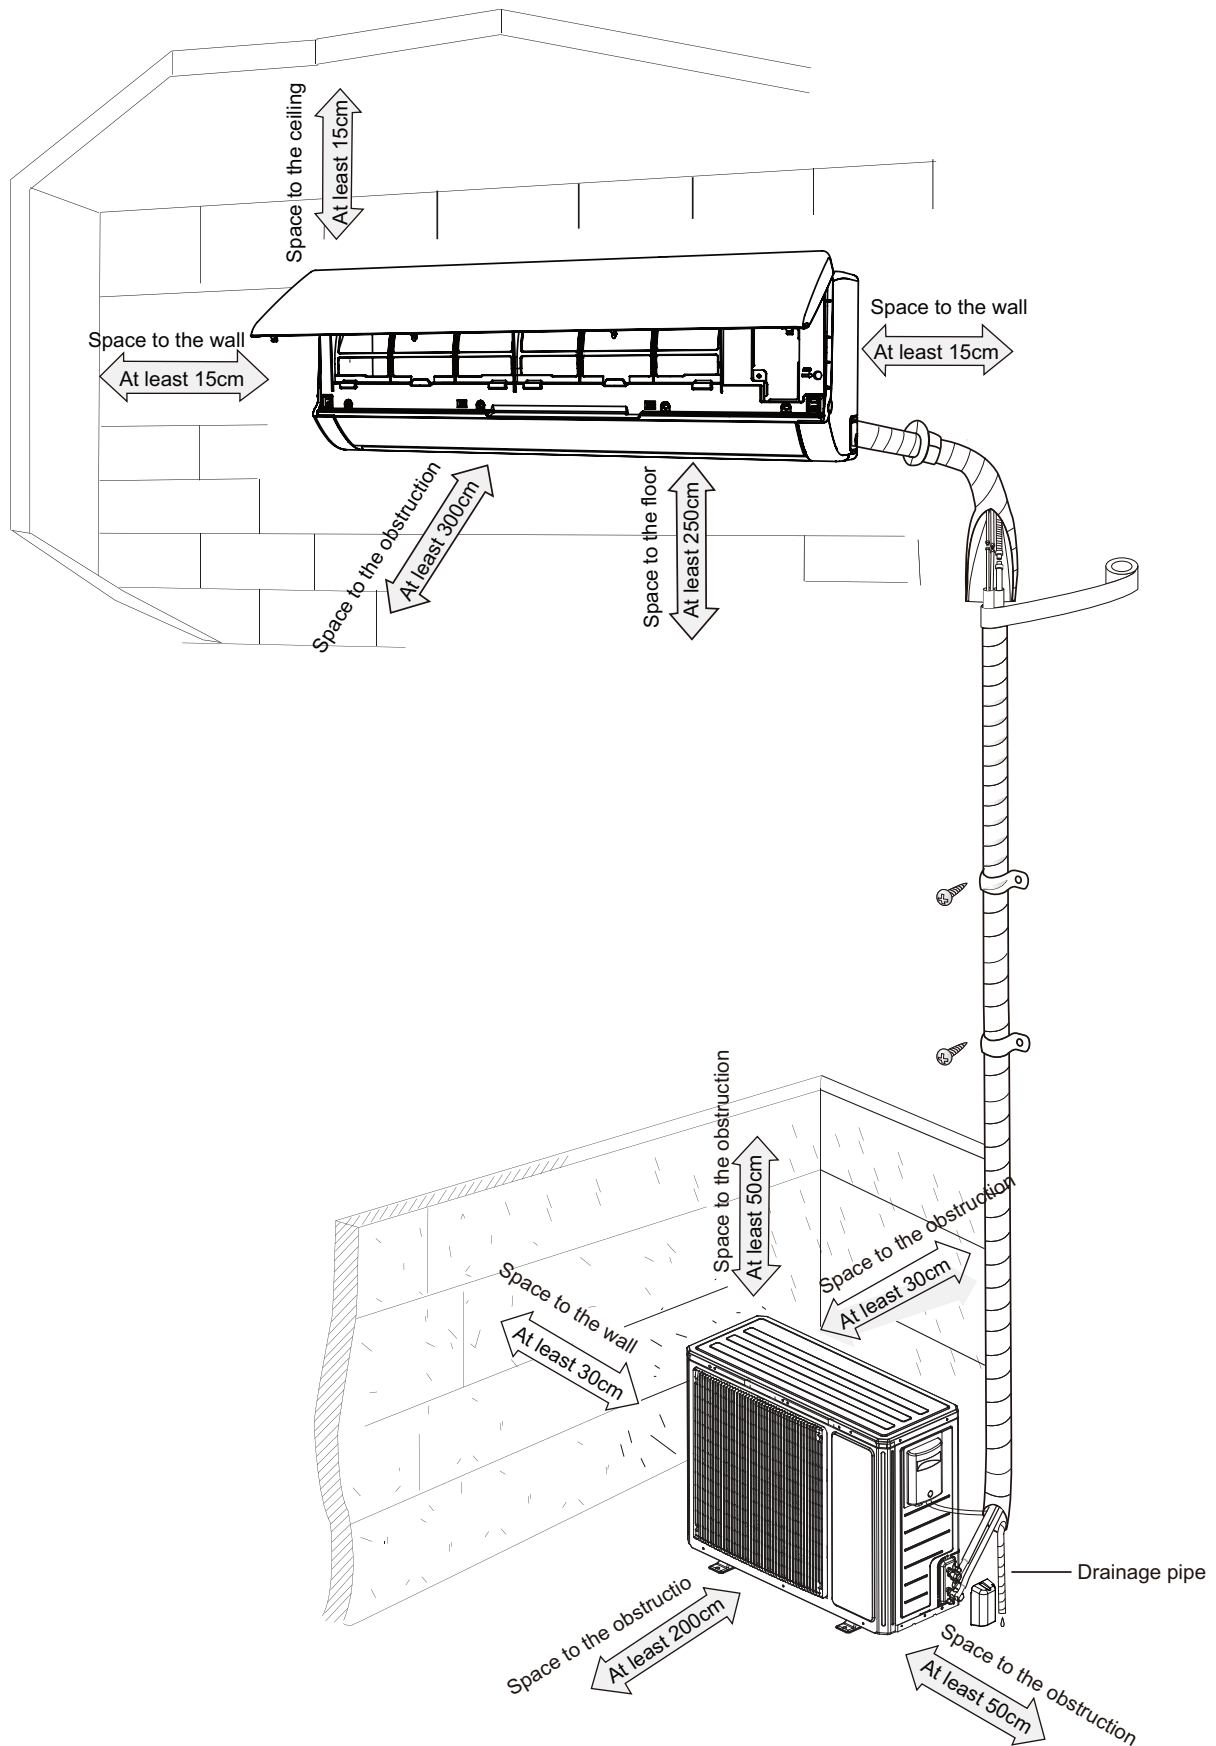 Space to the ceiling
At least 15cm
Space to the wall
At least 15cm
Space to the wall
At least 15cm
Space to the obstruction
At least 300cm
Space to the floor
At least 250cm
Space to the obstruction
At least 50cm
Space to the obstruction
At least 30cm
Space to the wall
At least 30cm
Drainage pipe
Space to the obstructio
At least 200cm
Space to the obstruction
At least 50cm